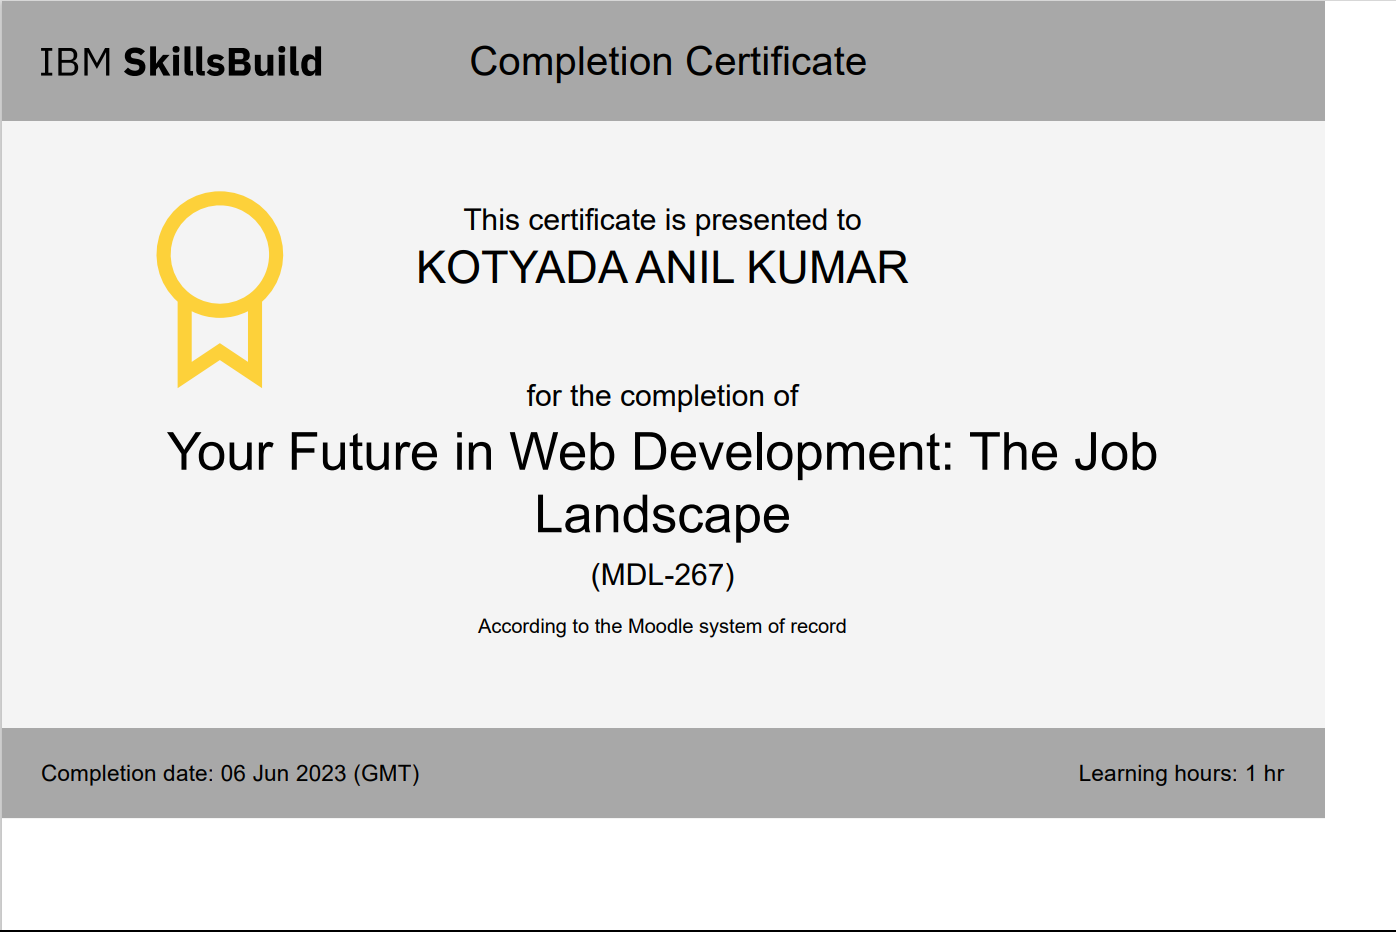 IBM SkillsBuild
Completion Certificate
This certificate is presented to
KOTYADA ANIL KUMAR
for the completion of
Your Future in Web Development: The Job
Landscape
(MDL-267)
According to the Moodle system of record
Completion date: 06 Jun 2023 (GMT)
Learning hours: 1 hr